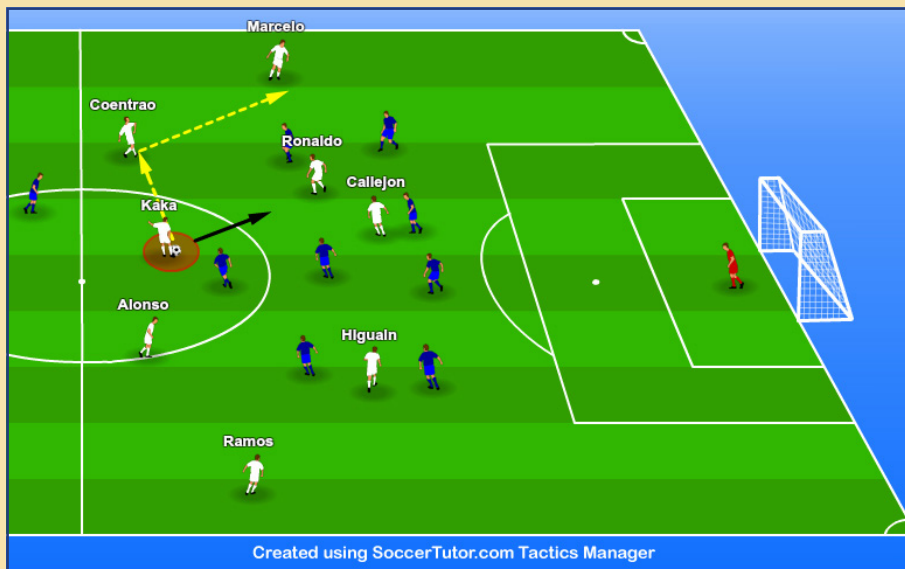 Marcelo
Coentrao
Ronaldo
Callejon
Kaka
Alonso
Higuain
Ramos
Created using SoccerTutor.com Tactics Manager